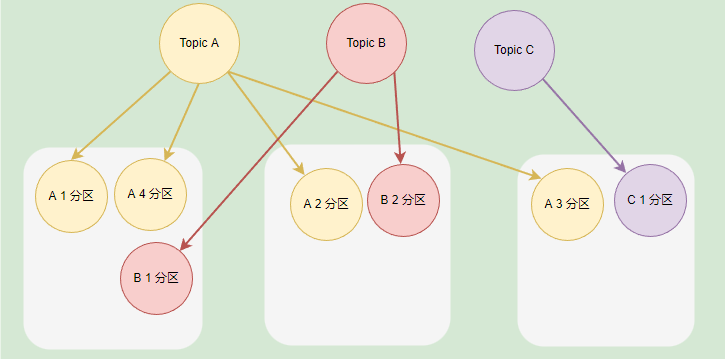 Topic A
Topic B
Topic C
A 1 分区
A 4 分区
B 1 分区
A 2 分区
B 2 分区
A 3 分区
C 1 分区